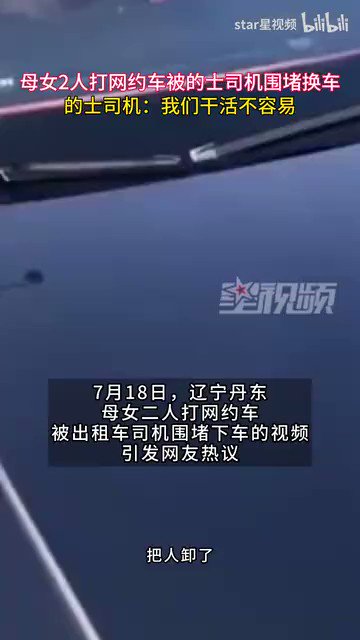 star星视频 bilibili
母女2人打网约车被的士司机围堵换车
的士司机：我们干活不容易
星视频
7月18日，辽宁丹东
母女二人打网约车
被出租车司机围堵下车的视频
引发网友热议
把人卸了